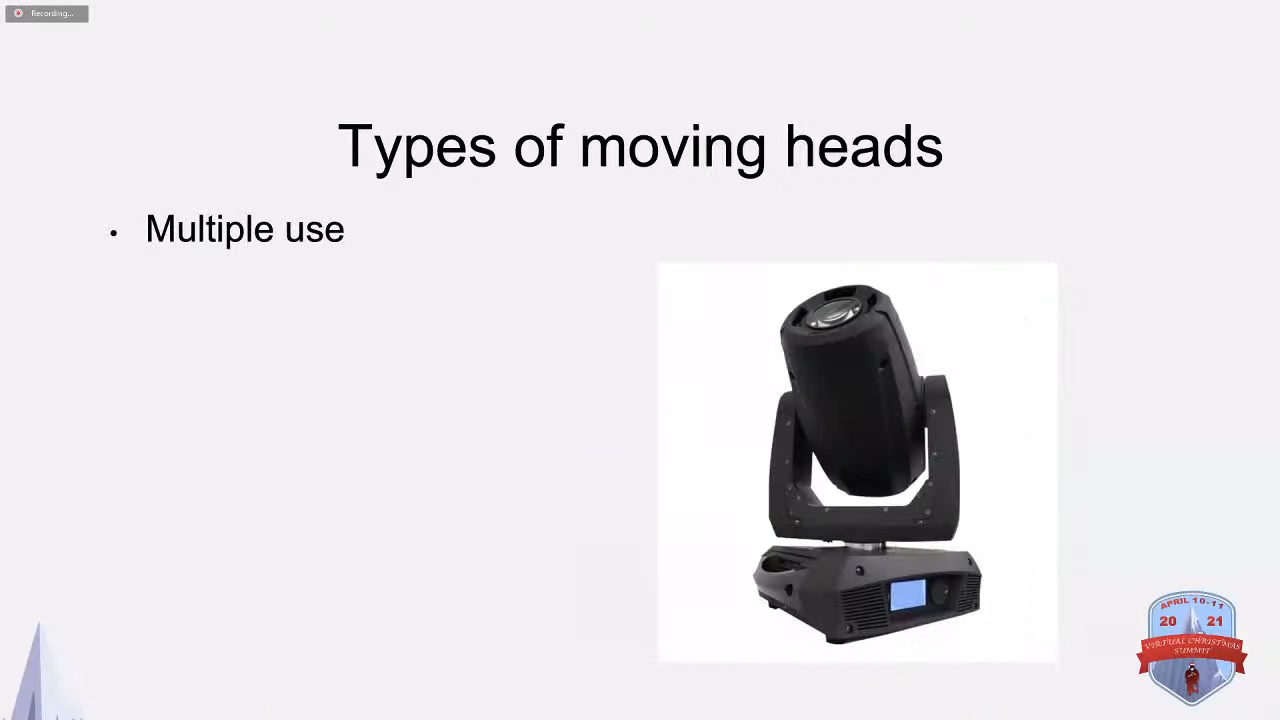 Recording...
Types of moving heads
• Multiple use
APRIL 10-11
20 21
VIRTUAL CHRISTMAS
SUMMIT